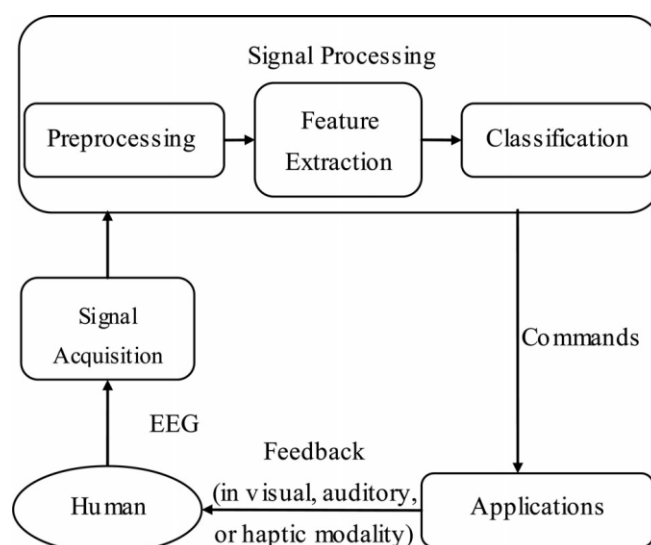 Signal Processing
Preprocessing
Feature
Extraction
Classification
Signal
Acquisition
Commands
EEG
Feedback
(in visual, auditory,
or haptic modality)
Human
Applications